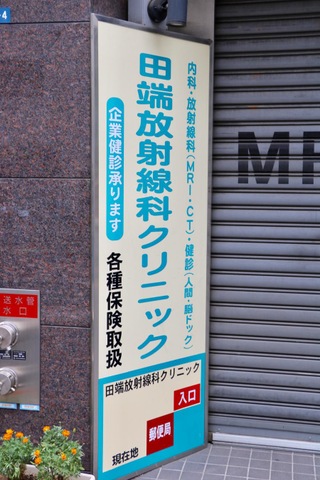 -4
内科・放射線科(MRI・CT)・健診(人間・脳ドック)
田端放射線科クリニック
企業健診承ります
各種保険取扱
田端放射線科クリニック
入口
郵便局
現在地
送水管
水口